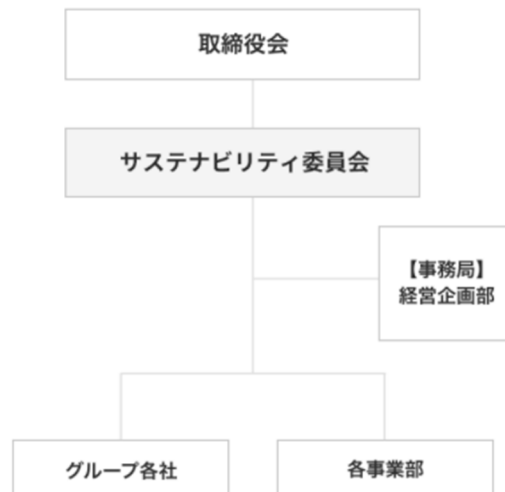 取締役会
サステナビリティ委員会
【事務局】
経営企画部
グループ各社
各事業部